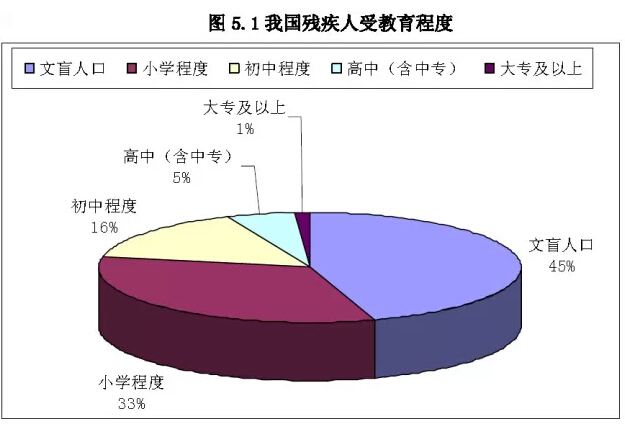 图 5.1 我国残疾人受教育程度
文盲人口 小学程度 初中程度 高中（含中专） 大专及以上
大专及以上
1%
高中（含中专）
5%
初中程度
16%
文盲人口
45%
小学程度
33%